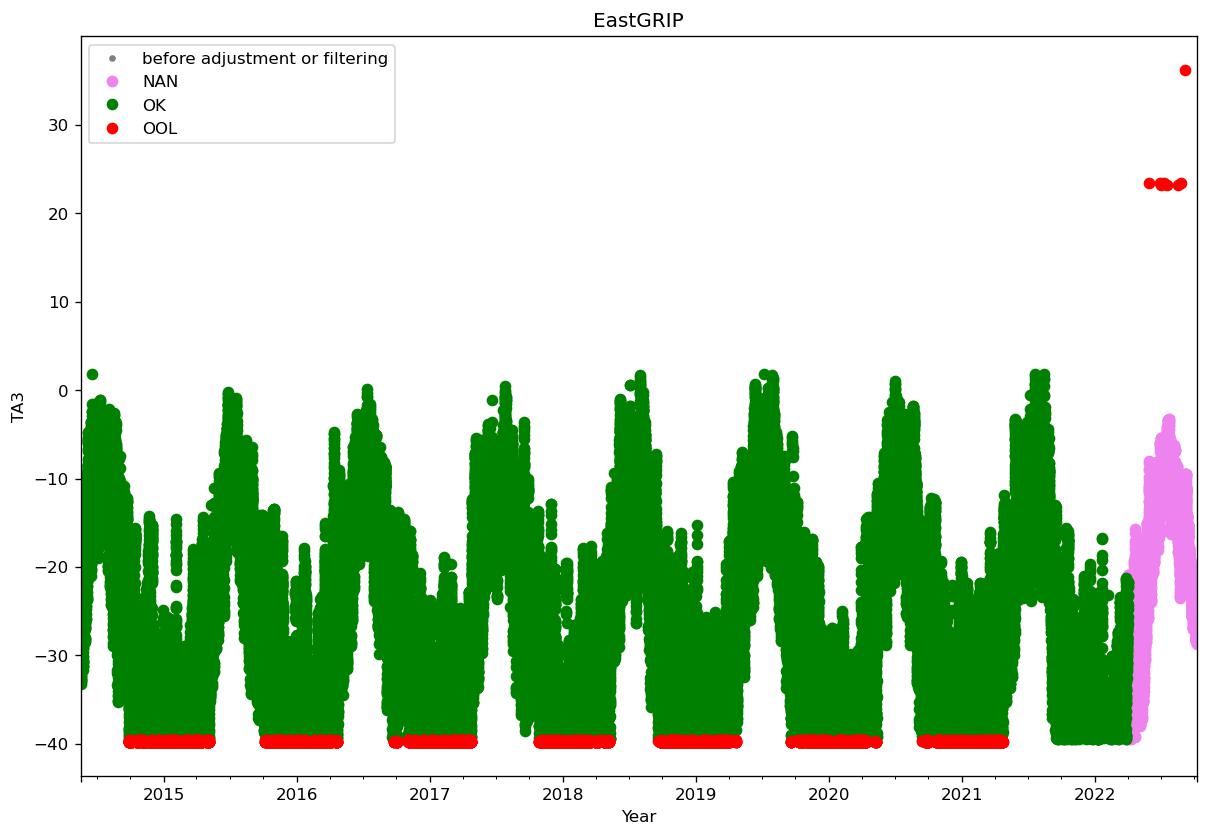 EastGRIP
before adjustment or filtering
NAN
OK
OOL
30
20
10
0
−10
−20
−30
−40
TA3
2015 2016 2017 2018 2019 2020 2021 2022
Year